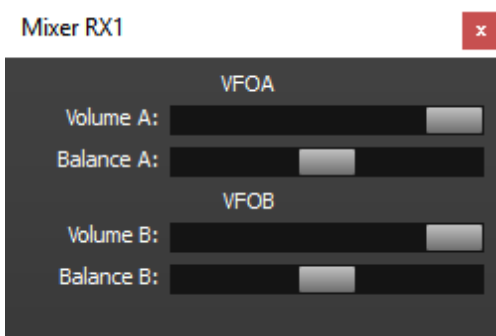 Mixer RX1
x
VFOA
Volume A:
Balance A:
VFOB
Volume B:
Balance B: